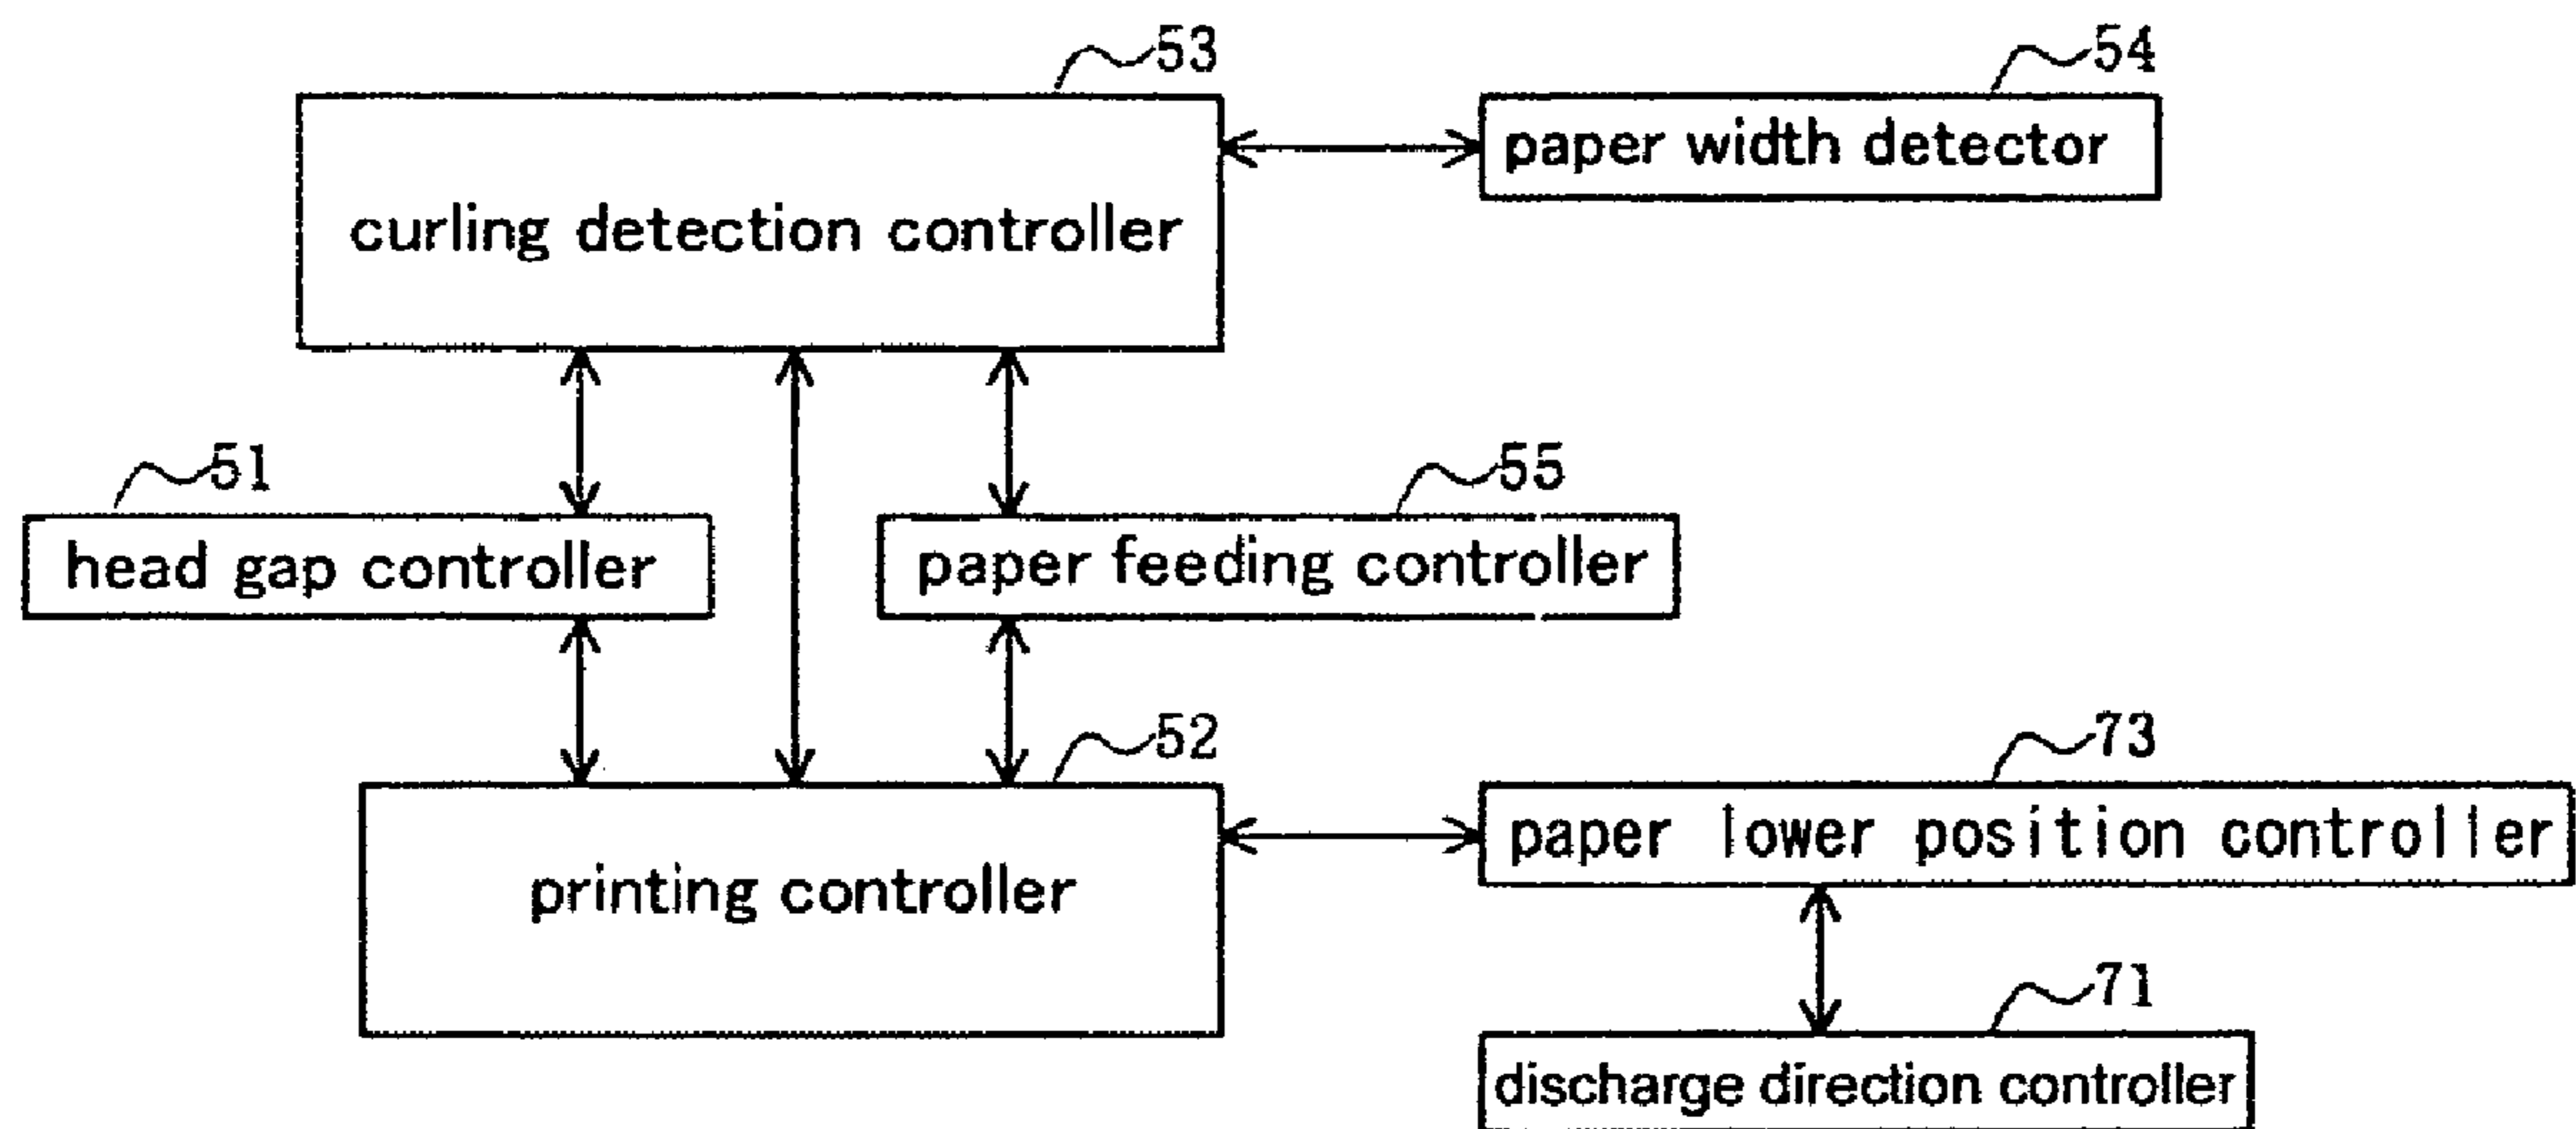 53
54
curling detection controller
paper width detector
51
55
head gap controller
paper feeding controller
52
73
printing controller
paper lower position controller
71
discharge direction controller